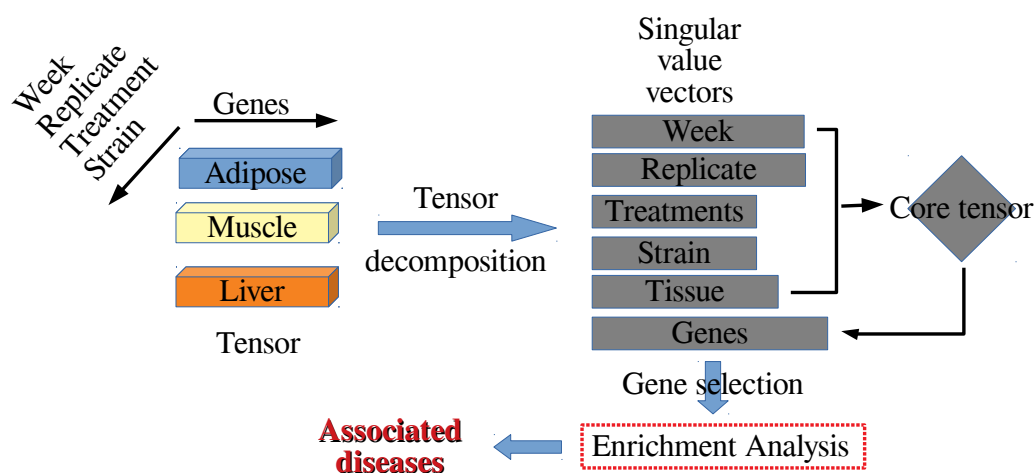 Week
Replicate
Treatment
Strain
Genes
Adipose
Muscle
Liver
Tensor
Tensor
decomposition
Singular
value
vectors
Week
Replicate
Treatments
Strain
Tissue
Genes
Core tensor
Gene selection
Enrichment Analysis
Associated
diseases